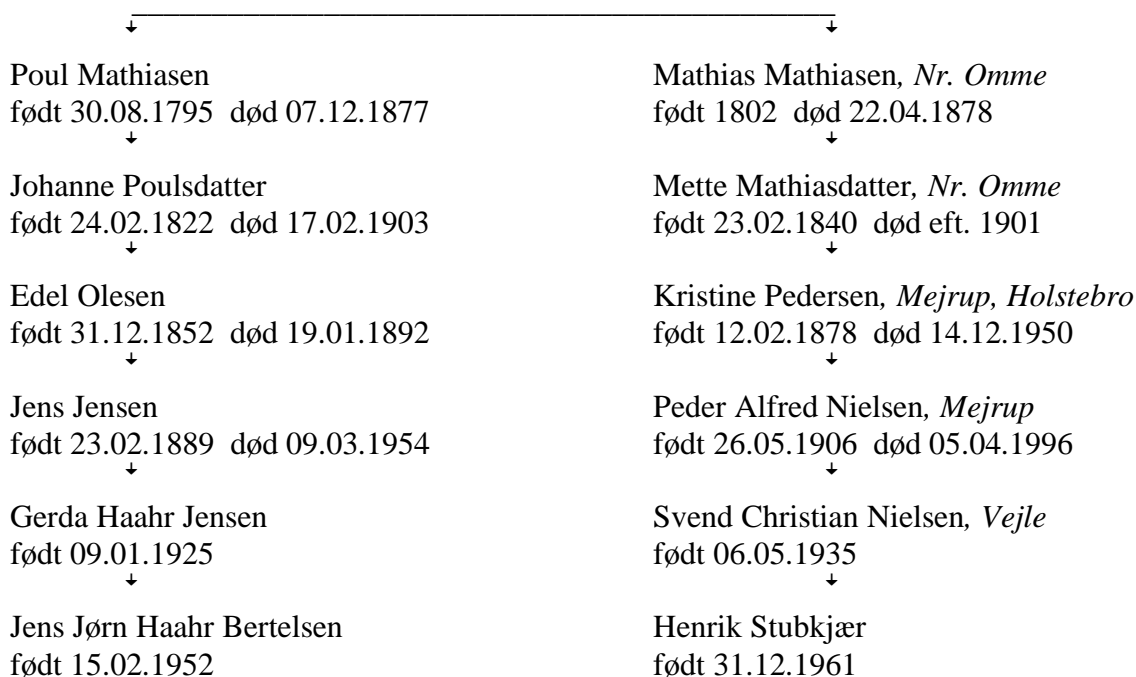 Poul Mathiasen
født 30.08.1795 død 07.12.1877
Johanne Poulsdatter
født 24.02.1822 død 17.02.1903
Edel Olesen
født 31.12.1852 død 19.01.1892
Jens Jensen
født 23.02.1889 død 09.03.1954
Gerda Haahr Jensen
født 09.01.1925
Jens Jørn Haahr Bertelsen
født 15.02.1952
Mathias Mathiasen, Nr. Omme
født 1802 død 22.04.1878
Mette Mathiasdatter, Nr. Omme
født 23.02.1840 død eft. 1901
Kristine Pedersen, Mejrup, Holstebro
født 12.02.1878 død 14.12.1950
Peder Alfred Nielsen, Mejrup
født 26.05.1906 død 05.04.1996
Svend Christian Nielsen, Vejle
født 06.05.1935
Henrik Stubkjær
født 31.12.1961